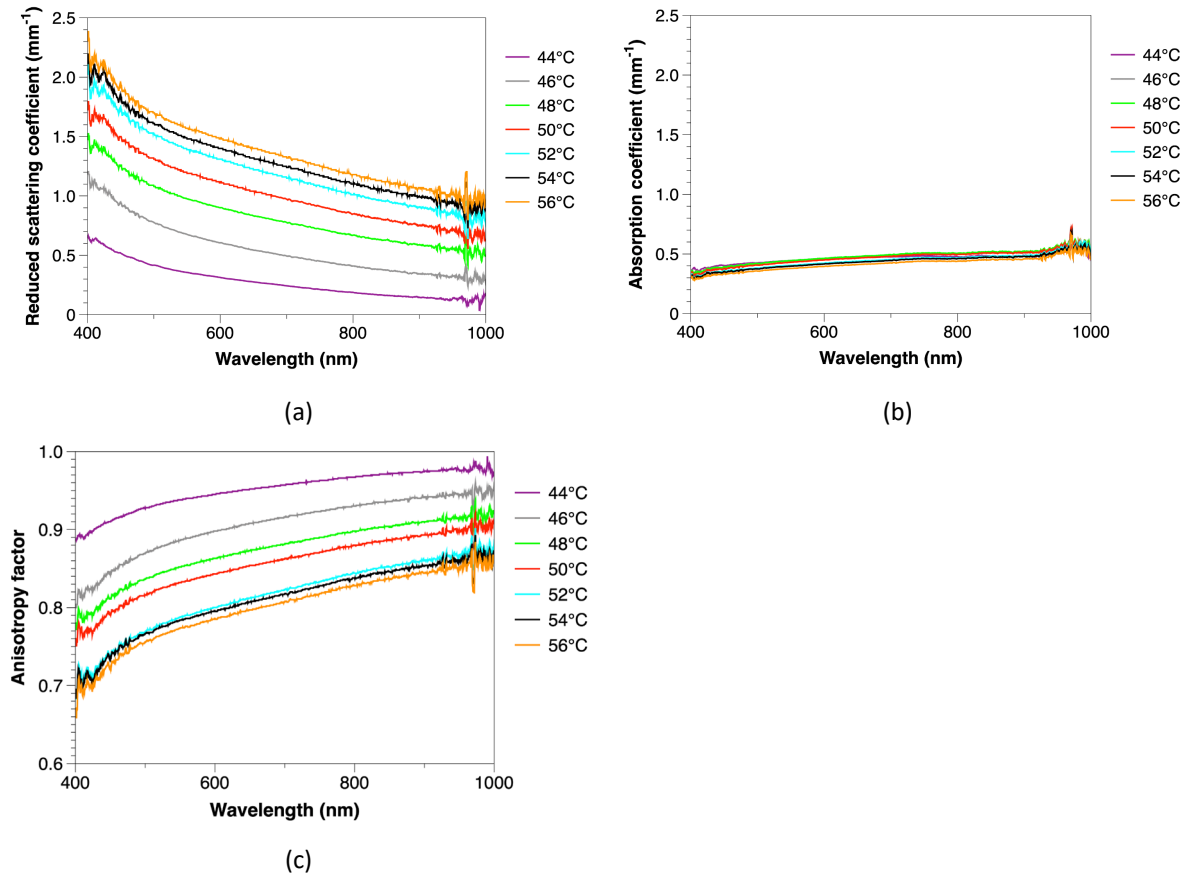 Reduced scattering coefficient (mm-1)
2.5
2.0
1.5
1.0
0.5
0
400
600
800
1000
Wavelength (nm)
44°C
46°C
48°C
50°C
52°C
54°C
56°C
(a)
Absorption coefficient (mm-1)
2.5
2.0
1.5
1.0
0.5
0
400
600
800
1000
Wavelength (nm)
44°C
46°C
48°C
50°C
52°C
54°C
56°C
(b)
Anisotropy factor
1.0
0.9
0.8
0.7
0.6
400
600
800
1000
Wavelength (nm)
44°C
46°C
48°C
50°C
52°C
54°C
56°C
(c)